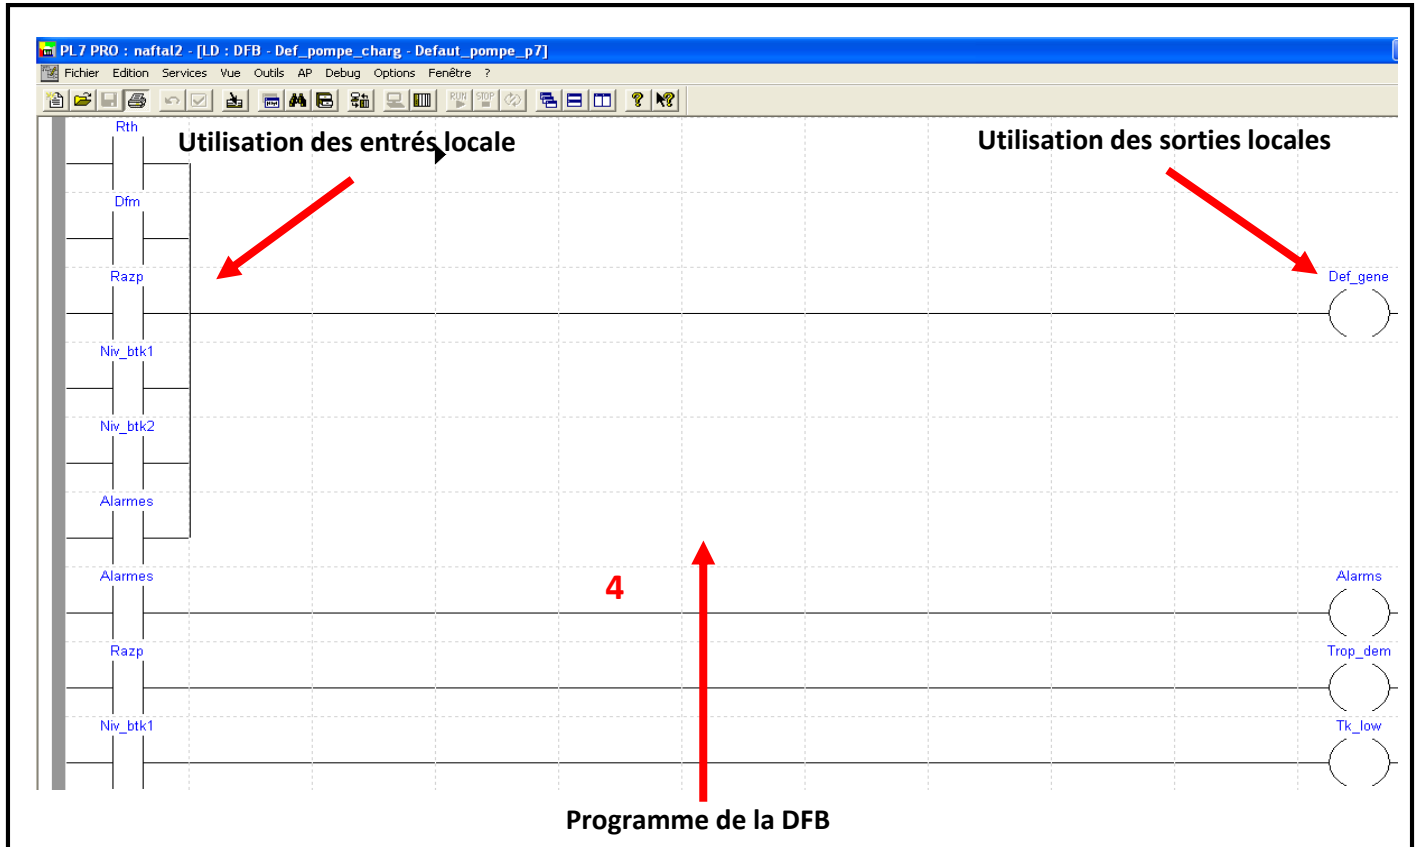 PL7 PRO : naftal2 - [LD : DFB - Def_pompe_charg - Defaut_pompe_p7]
Fichier Edition Services Vue Outils AP Debug Options Fenêtre ?
RUN STOP
Rth
Utilisation des entrés locale
Utilisation des sorties locales
Dfm
Razp
Def_gene
Niv_btk1
Niv_btk2
Alarmes
Alarmes
4
Alarms
Razp
Trop_dem
Niv_btk1
Tk_low
Programme de la DFB